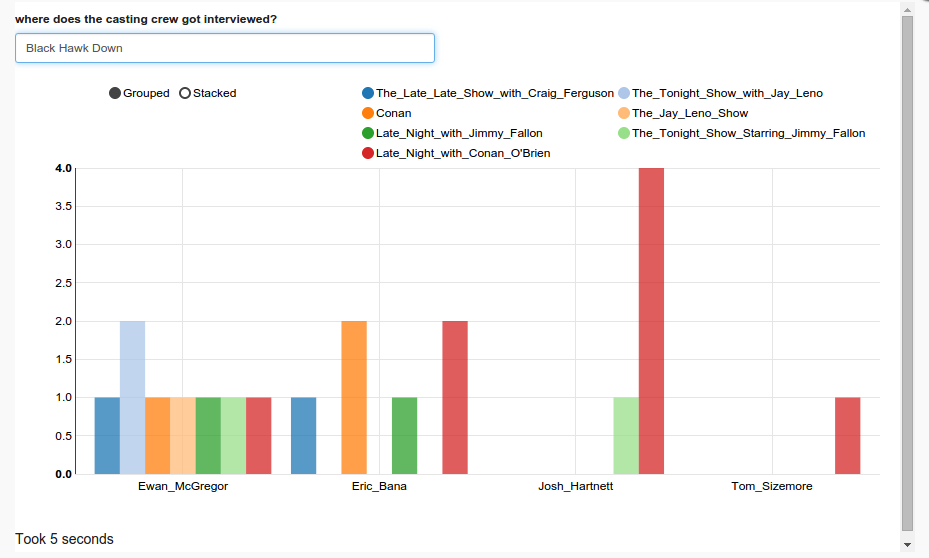 where does the casting crew got interviewed?
Black Hawk Down
Grouped Stacked
The_Late_Late_Show_with_Craig_Ferguson The_Tonight_Show_with_Jay_Leno
Conan The_Jay_Leno_Show
Late_Night_with_Jimmy_Fallon The_Tonight_Show_Starring_Jimmy_Fallon
Late_Night_with_Conan_O'Brien
4.0
3.5
3.0
2.5
2.0
1.5
1.0
0.5
0.0
Ewan_McGregor Eric_Bana Josh_Hartnett Tom_Sizemore
Took 5 seconds